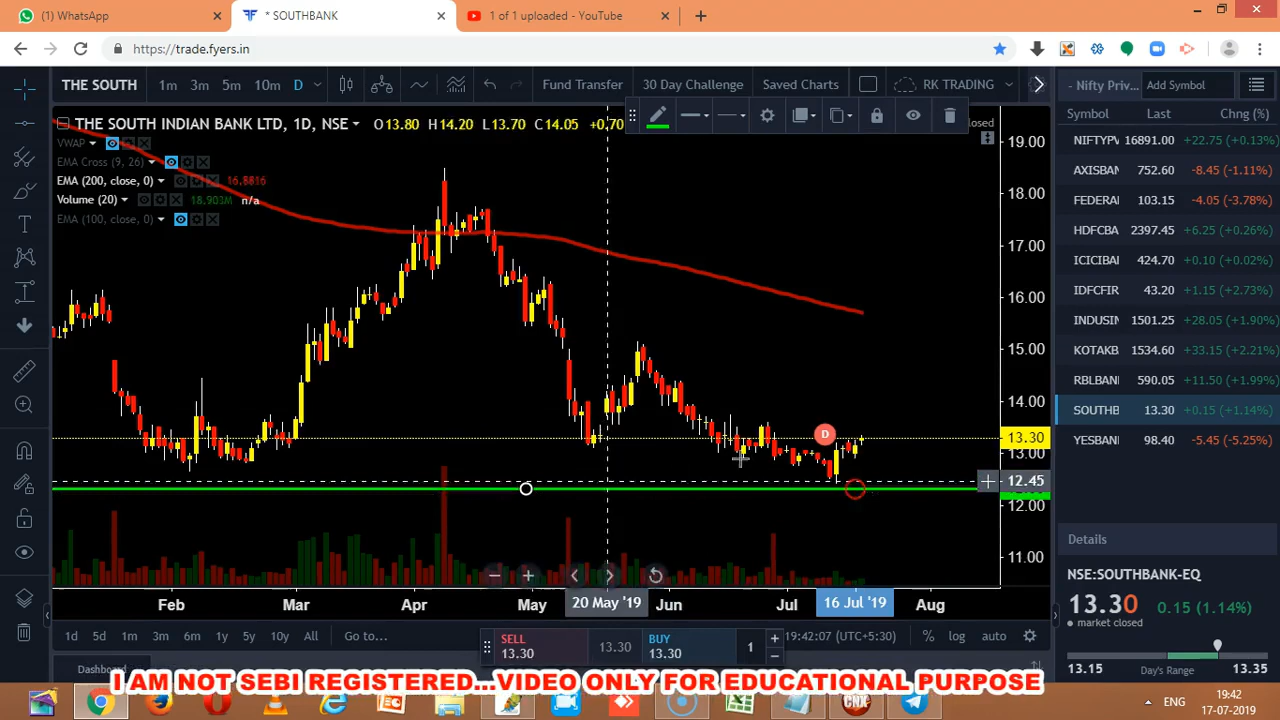 (1) WhatsApp × * SOUTHBANK × 1 of 1 uploaded - YouTube ×
https://trade.fyers.in
THE SOUTH 1m 3m 5m 10m D Fund Transfer 30 Day Challenge Saved Charts RK TRADING - Nifty Priv... Add Symbol
Symbol Last Chng (%)
THE SOUTH INDIAN BANK LTD, 1D, NSE O13.80 H14.20 L13.70 C14.05 +0.70 closed
VWAP
EMA Cross (9, 26)
EMA (200, close, 0) 16.8816
Volume (20) 18.903M n/a
EMA (100, close, 0)
19.00
18.00
17.00
16.00
15.00
14.00
13.30
13.00
12.45
12.00
11.00
D
NIFTYPV 16891.00 +22.75 (+0.13%)
AXISBAN 752.60 -8.45 (-1.11%)
FEDERAL 103.15 -4.05 (-3.78%)
HDFCBA 2397.45 +6.25 (+0.26%)
ICICIBAN 424.70 +0.10 (+0.02%)
IDFCFIR 43.20 +1.15 (+2.73%)
INDUSIN 1501.25 +28.05 (+1.90%)
KOTAKB 1534.60 +33.15 (+2.21%)
RBLBAN 590.05 +11.50 (+1.99%)
SOUTHB 13.30 +0.15 (+1.14%)
YESBAN 98.40 -5.45 (-5.25%)
Feb Mar Apr May 20 May '19 Jun Jul 16 Jul '19 Aug
1d 5d 1m 3m 6m 1y 5y 10y All Go to... 19:42:07 (UTC+5:30) % log auto
SELL 13.30 13.30 BUY 13.30 1
Details
NSE:SOUTHBANK-EQ
13.30 0.15 (1.14%)
market closed
13.15 Day's Range 13.35
Dashboard
I AM NOT SEBI REGISTERED...VIDEO ONLY FOR EDUCATIONAL PURPOSE
ENG 19:42
17-07-2019